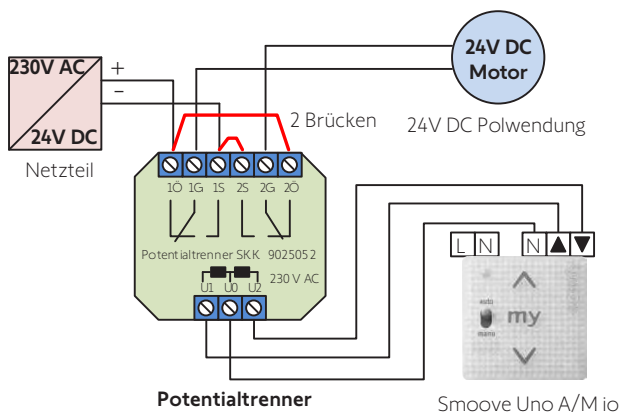 230V AC
+
−
24V DC
Netzteil
24V DC
Motor
24V DC Polwendung
2 Brücken
1Ö 1G 1S 2S 2G 2Ö
Potentialtrenner SKK 9025052
230 V AC
U1 U0 U2
Potentialtrenner
L N N ▲ ▼
auto
manu
my
Smoove Uno A/M io